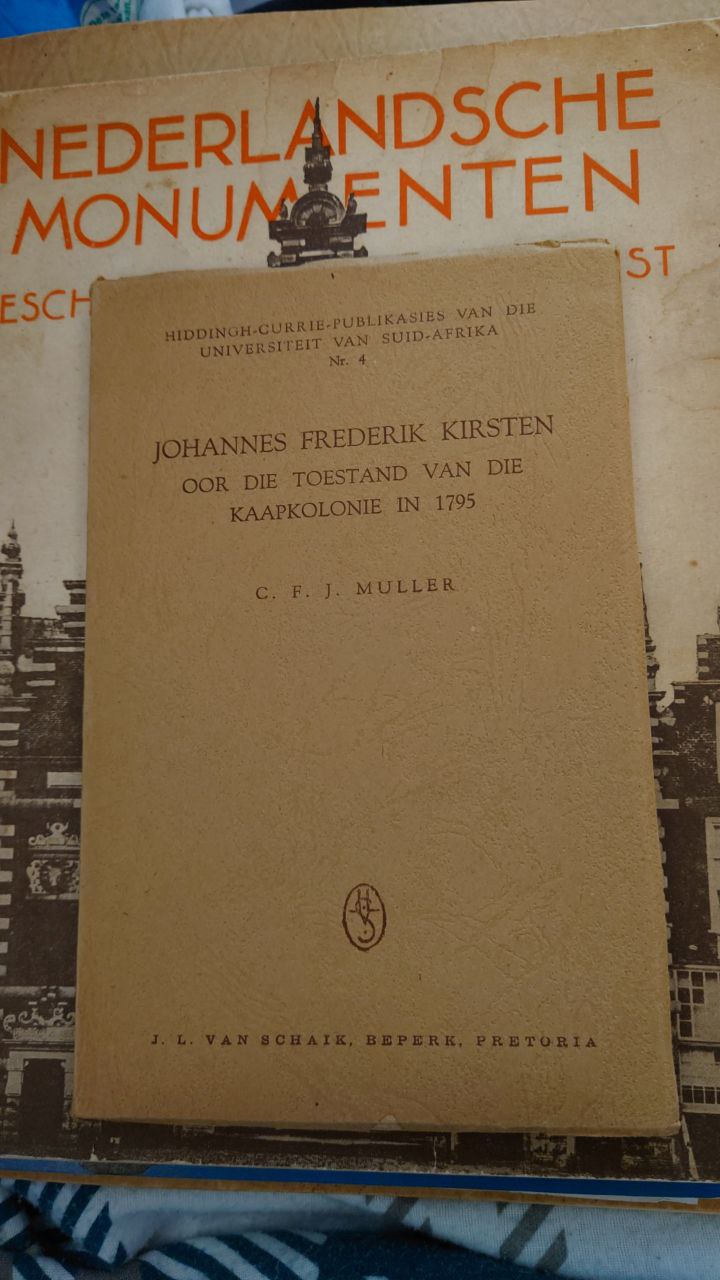 NEDERLANDSCHE
MONUMENTEN
ESCH
ST
HIDDINGH-CURRIE-PUBLIKASIES VAN DIE
UNIVERSITEIT VAN SUID-AFRIKA
Nr. 4
JOHANNES FREDERIK KIRSTEN
OOR DIE TOESTAND VAN DIE
KAAPKOLONIE IN 1795
C. F. J. MULLER
J. L. VAN SCHAIK, BEPERK, PRETORIA